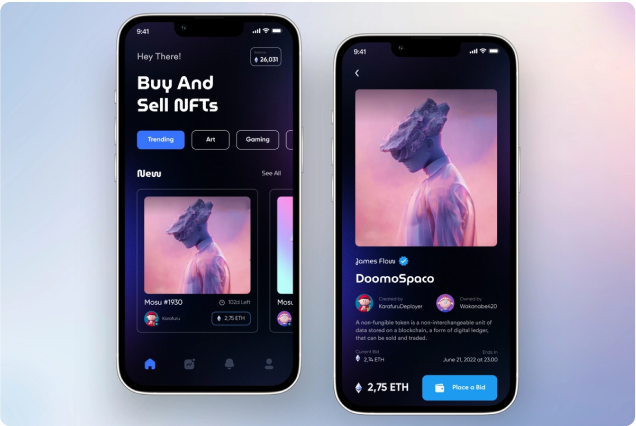 9:41
Hey There!
Balance
26,031
Buy And
Sell NFTs
Trending
Art
Gaming
New
See All
Mosu #1930
102d Left
Karafuru
2,75 ETH
Mosu
9:41
James Flow
DoomoSpaco
Created by
KarafuruDeployer
Owned by
Wakanabe420
A non-fungible token is a non-interchangeable unit of
data stored on a blockchain, a form of digital ledger,
that can be sold and traded.
Current Bid
2,74 ETH
Ends in
June 21, 2022 at 23:00
2,75 ETH
Place a Bid